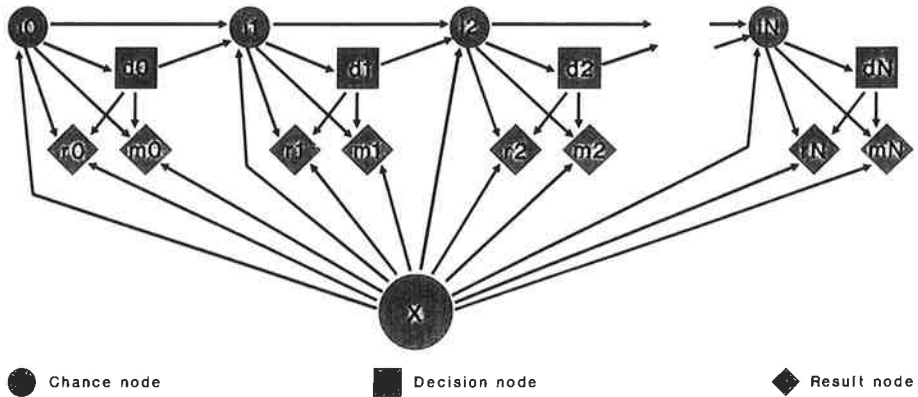 I0 I1 I2 IN
d0 d1 d2 dN
r0 m0 r1 m1 r2 m2 rN mN
X
Chance node Decision node Result node